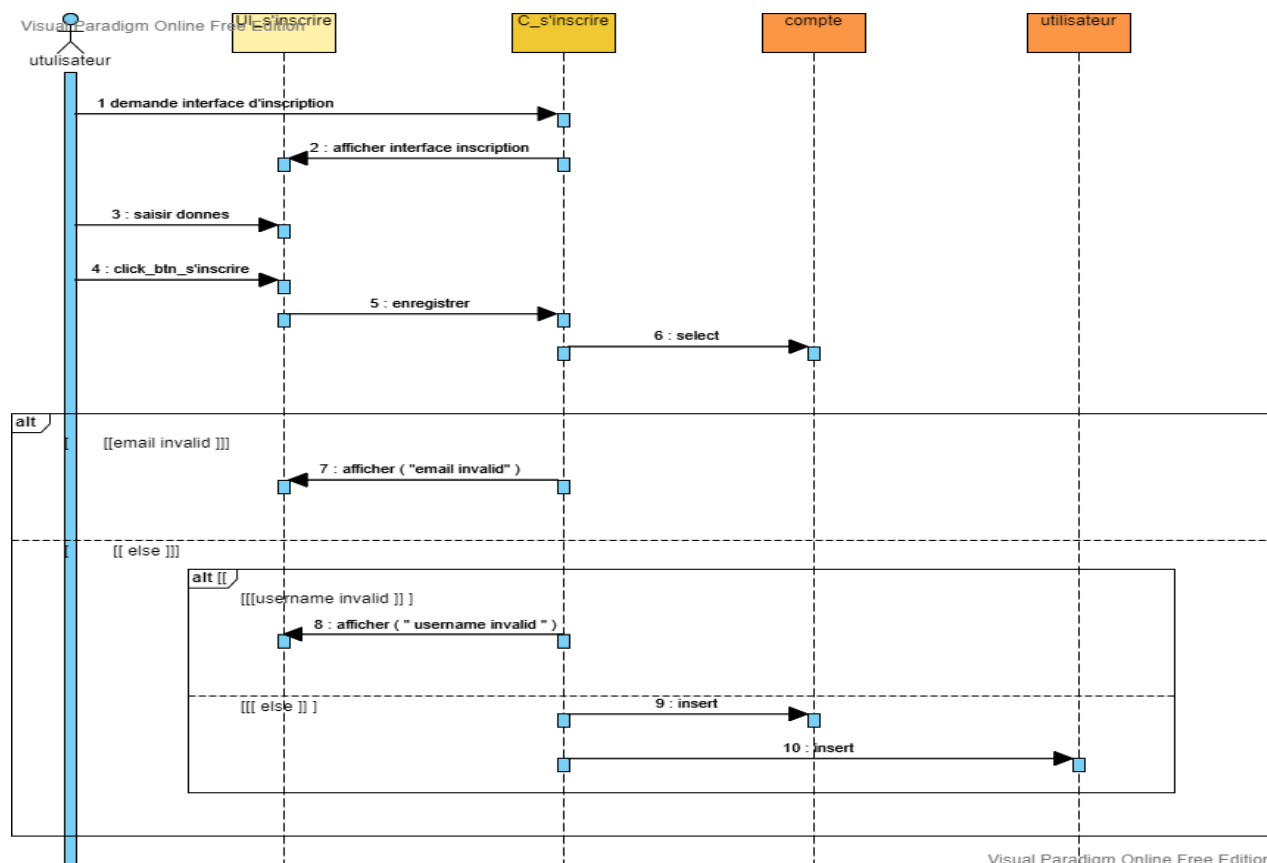 Visual Paradigm Online Free Edition
UI_s'inscrire
C_s'inscrire
compte
utilisateur
utulisateur
1 demande interface d'inscription
2 : afficher interface inscription
3 : saisir donnes
4 : click_btn_s'inscrire
5 : enregistrer
6 : select
alt
[ [[email invalid ]]]
7 : afficher ( "email invalid" )
[ [[ else ]]]
alt [[
[[[username invalid ]] ]
8 : afficher ( " username invalid " )
[[[ else ]] ]
9 : insert
10 : insert
Visual Paradigm Online Free Edition